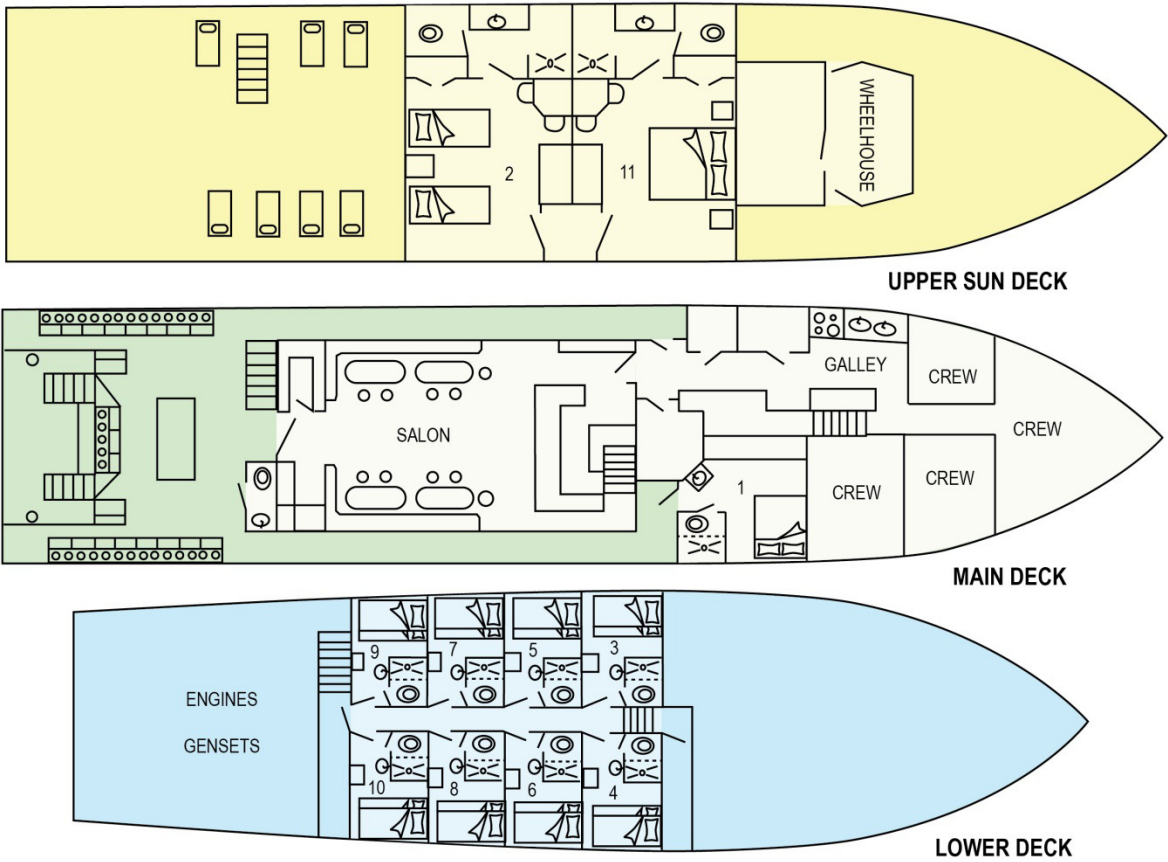 WHEELHOUSE
2
11
UPPER SUN DECK
GALLEY
CREW
CREW
SALON
1
CREW
CREW
MAIN DECK
9
7
5
3
ENGINES
GENSETS
10
8
6
4
LOWER DECK